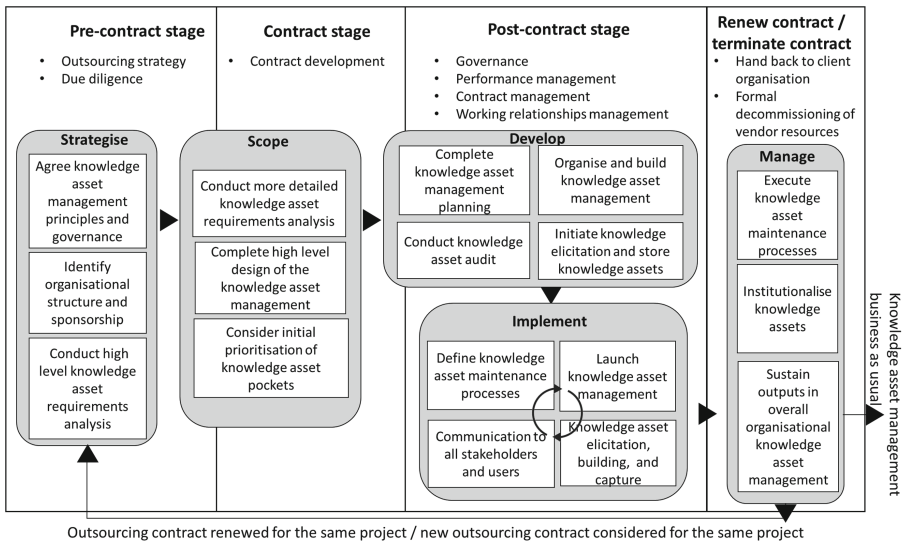 Pre-contract stage
• Outsourcing strategy
• Due diligence
Contract stage
• Contract development
Post-contract stage
• Governance
• Performance management
• Contract management
• Working relationships management
Renew contract /
terminate contract
• Hand back to client
organisation
• Formal
decommissioning of
vendor resources
Strategise
Agree knowledge
asset
management
principles and
governance
Identify
organisational
structure and
sponsorship
Conduct high
level knowledge
asset
requirements
analysis
Scope
Conduct more detailed
knowledge asset
requirements analysis
Complete high level
design of the
knowledge asset
management
Consider initial
prioritisation of
knowledge asset
pockets
Develop
Complete
knowledge asset
management
planning
Organise and build
knowledge asset
management
Conduct knowledge
asset audit
Initiate knowledge
elicitation and store
knowledge assets
Implement
Define knowledge
asset maintenance
processes
Launch
knowledge asset
management
Communication to
all stakeholders
and users
Knowledge asset
elicitation,
building, and
capture
Manage
Execute
knowledge
asset
maintenance
processes
Institutionalise
knowledge
assets
Sustain
outputs in
overall
organisational
knowledge
asset
management
Knowledge asset management
business as usual
Outsourcing contract renewed for the same project / new outsourcing contract considered for the same project